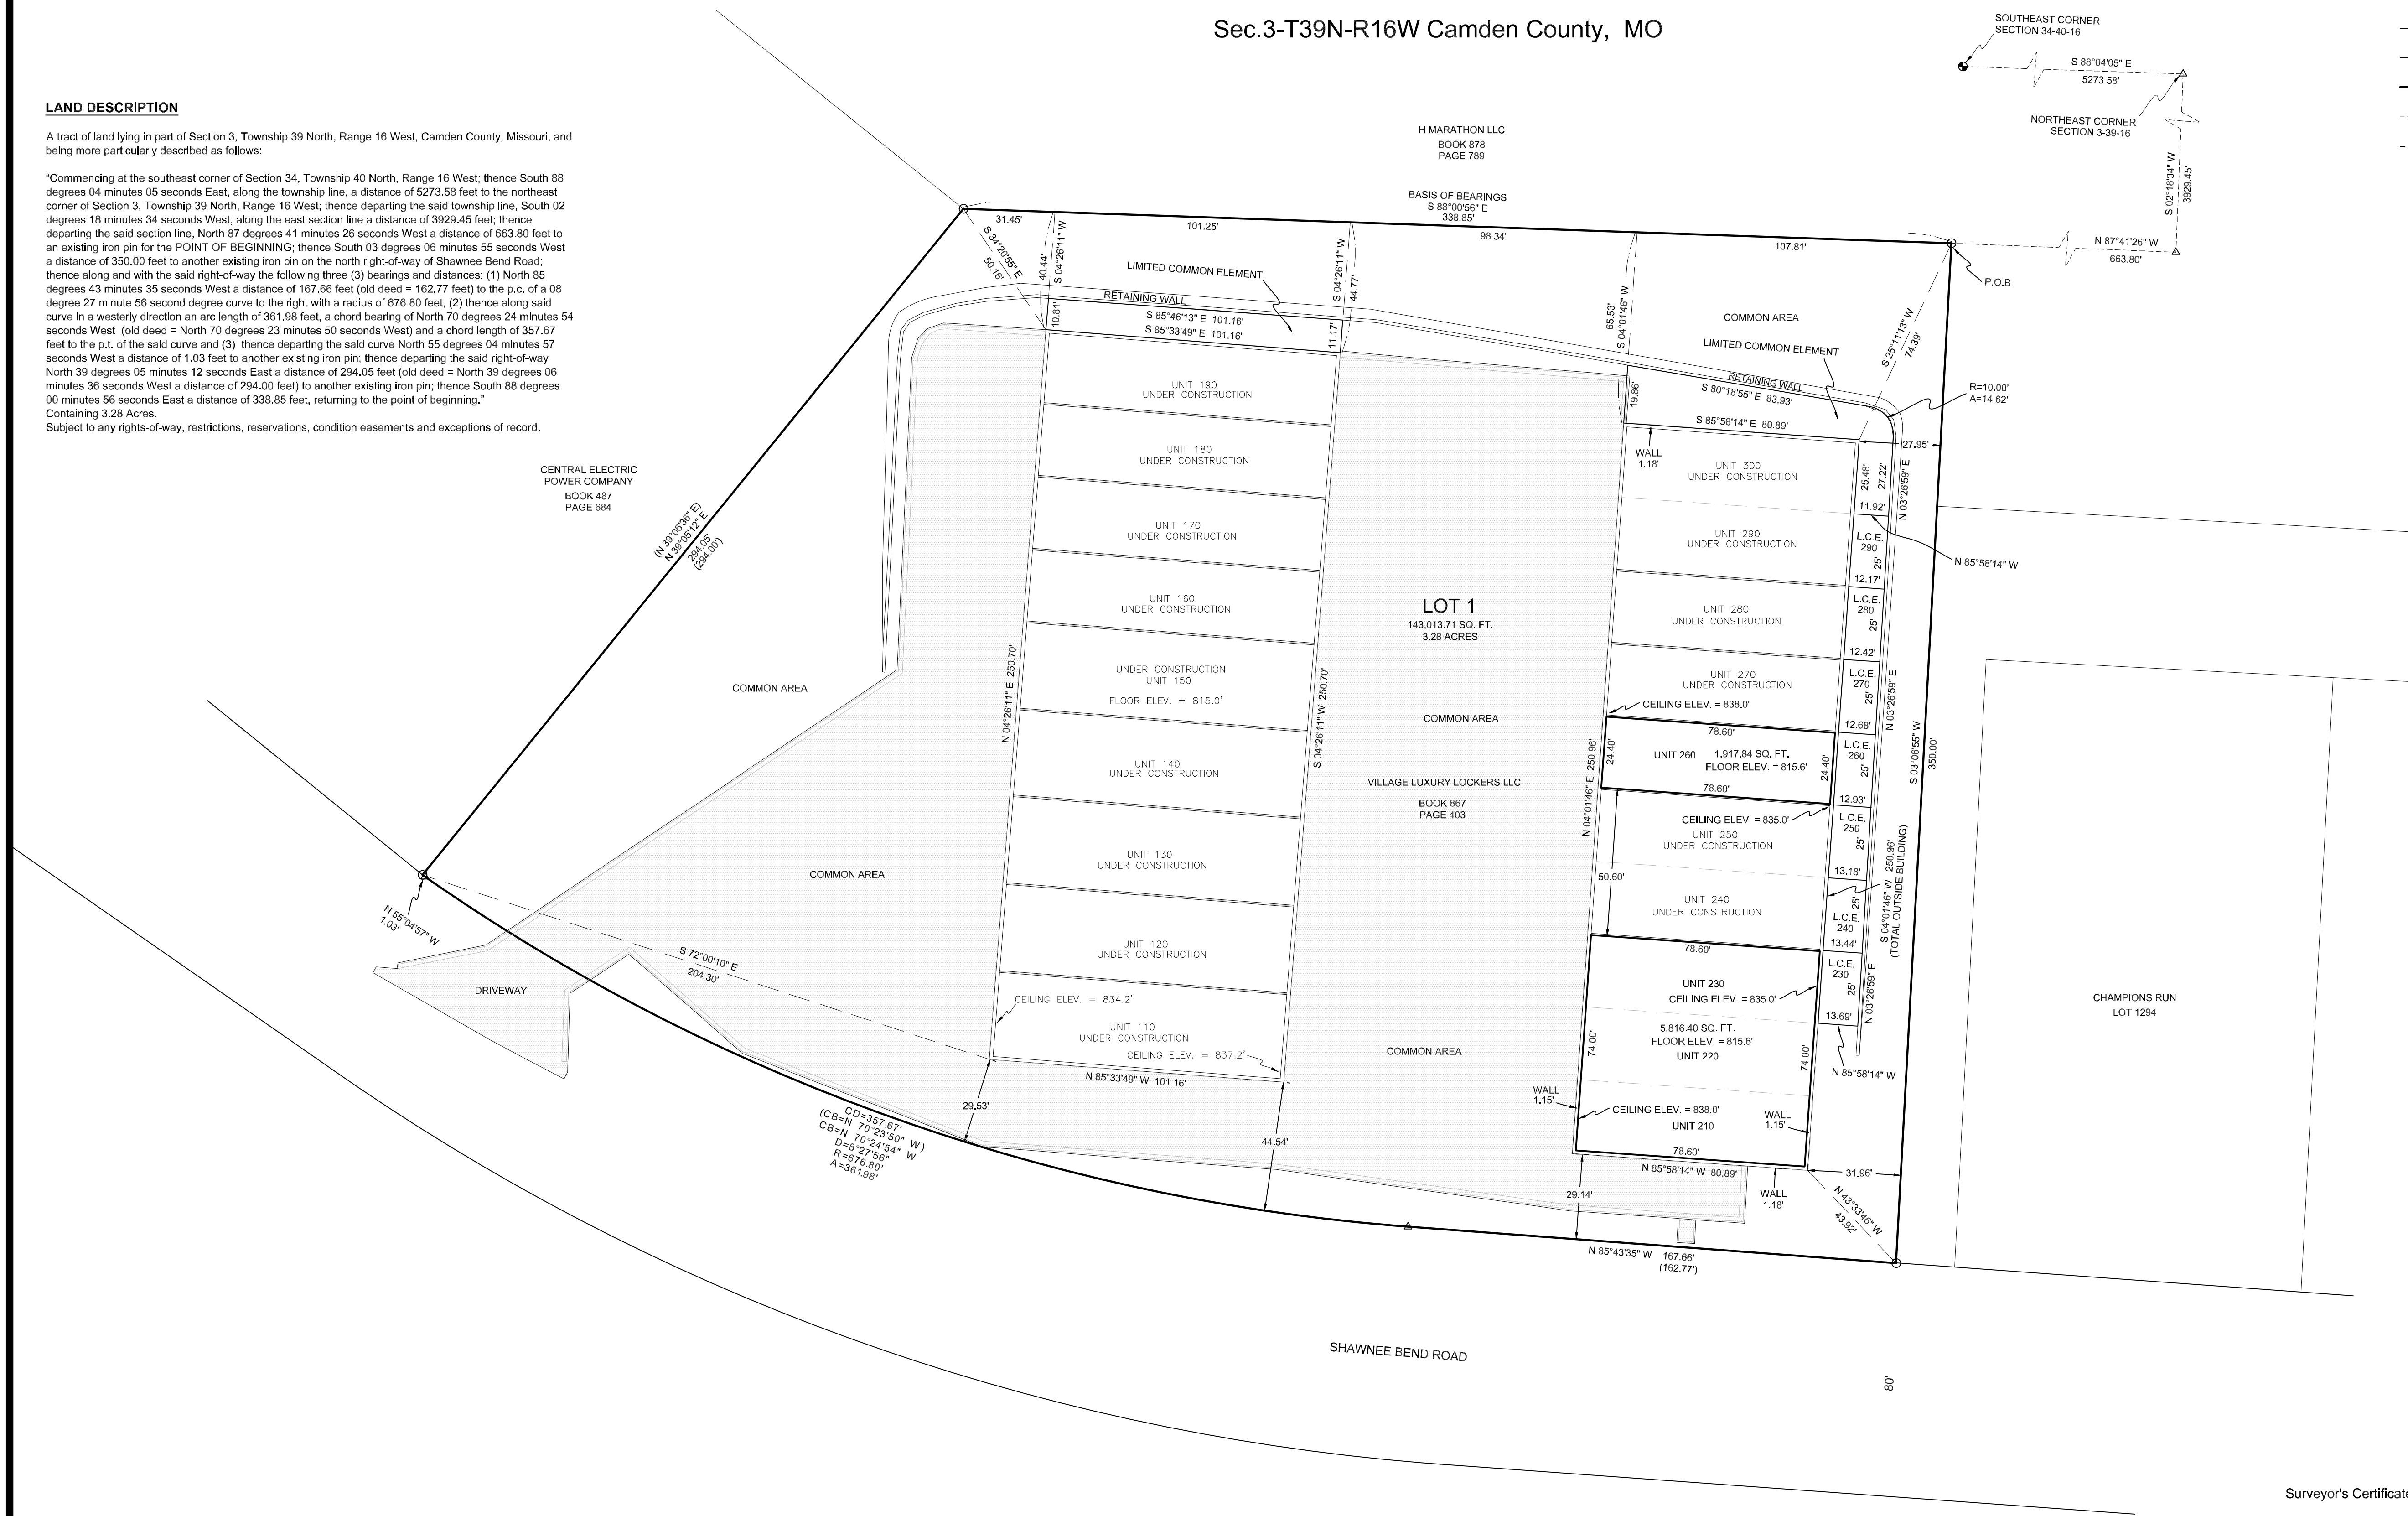 Sec.3-T39N-R16W Camden County, MO
SOUTHEAST CORNER
SECTION 34-40-16
S 88°04'05" E
5273.58'
NORTHEAST CORNER
SECTION 3-39-16
S 02°18'34" W
3929.45'
N 87°41'26" W
663.80'
P.O.B.
LAND DESCRIPTION
A tract of land lying in part of Section 3, Township 39 North, Range 16 West, Camden County, Missouri, and
being more particularly described as follows:
"Commencing at the southeast corner of Section 34, Township 40 North, Range 16 West; thence South 88
degrees 04 minutes 05 seconds East, along the township line, a distance of 5273.58 feet to the northeast
corner of Section 3, Township 39 North, Range 16 West; thence departing the said township line, South 02
degrees 18 minutes 34 seconds West, along the east section line a distance of 3929.45 feet; thence
departing the said section line, North 87 degrees 41 minutes 26 seconds West a distance of 663.80 feet to
an existing iron pin for the POINT OF BEGINNING; thence South 03 degrees 06 minutes 55 seconds West
a distance of 350.00 feet to another existing iron pin on the north right-of-way of Shawnee Bend Road;
thence along and with the said right-of-way the following three (3) bearings and distances: (1) North 85
degrees 43 minutes 35 seconds West a distance of 167.66 feet (old deed = 162.77 feet) to the p.c. of a 08
degree 27 minute 56 second degree curve to the right with a radius of 676.80 feet, (2) thence along said
curve in a westerly direction an arc length of 361.98 feet, a chord bearing of North 70 degrees 24 minutes 54
seconds West (old deed = North 70 degrees 23 minutes 50 seconds West) and a chord length of 357.67
feet to the p.t. of the said curve and (3) thence departing the said curve North 55 degrees 04 minutes 57
seconds West a distance of 1.03 feet to another existing iron pin; thence departing the said right-of-way
North 39 degrees 05 minutes 12 seconds East a distance of 294.05 feet (old deed = North 39 degrees 06
minutes 36 seconds West a distance of 294.00 feet) to another existing iron pin; thence South 88 degrees
00 minutes 56 seconds East a distance of 338.85 feet, returning to the point of beginning."
Containing 3.28 Acres.
Subject to any rights-of-way, restrictions, reservations, condition easements and exceptions of record.
H MARATHON LLC
BOOK 878
PAGE 789
BASIS OF BEARINGS
S 88°00'56" E
338.85'
31.45'
101.25'
98.34'
107.81'
S 34°20'55" E
50.16'
40.44'
S 04°26'11" W
S 04°26'11" W
44.77'
65.53'
S 04°01'46" W
S 25°11'13" W
74.39'
LIMITED COMMON ELEMENT
RETAINING WALL
10.81'
S 85°46'13" E 101.16'
S 85°33'49" E 101.16'
11.17'
COMMON AREA
LIMITED COMMON ELEMENT
RETAINING WALL
19.86'
S 80°18'55" E 83.93'
S 85°58'14" E 80.89'
R=10.00'
A=14.62'
27.95'
WALL
1.18'
CENTRAL ELECTRIC
POWER COMPANY
BOOK 487
PAGE 684
(N 39°06'36" E)
N 39°05'12" E
294.05'
(294.00')
UNIT 190
UNDER CONSTRUCTION
UNIT 180
UNDER CONSTRUCTION
UNIT 170
UNDER CONSTRUCTION
UNIT 160
UNDER CONSTRUCTION
UNDER CONSTRUCTION
UNIT 150
FLOOR ELEV. = 815.0'
UNIT 140
UNDER CONSTRUCTION
UNIT 130
UNDER CONSTRUCTION
UNIT 120
UNDER CONSTRUCTION
CEILING ELEV. = 834.2'
UNIT 110
UNDER CONSTRUCTION
CEILING ELEV. = 837.2'
N 85°33'49" W 101.16'
N 04°26'11" E 250.70'
S 04°26'11" W 250.70'
LOT 1
143,013.71 SQ. FT.
3.28 ACRES
COMMON AREA
VILLAGE LUXURY LOCKERS LLC
BOOK 867
PAGE 403
COMMON AREA
COMMON AREA
COMMON AREA
N 04°01'46" E 250.96'
UNIT 300
UNDER CONSTRUCTION
UNIT 290
UNDER CONSTRUCTION
UNIT 280
UNDER CONSTRUCTION
UNIT 270
UNDER CONSTRUCTION
CEILING ELEV. = 838.0'
78.60'
24.40'
UNIT 260 1,917.84 SQ. FT.
FLOOR ELEV. = 815.6'
24.40'
78.60'
CEILING ELEV. = 835.0'
UNIT 250
UNDER CONSTRUCTION
50.60'
UNIT 240
UNDER CONSTRUCTION
78.60'
UNIT 230
CEILING ELEV. = 835.0'
5,816.40 SQ. FT.
FLOOR ELEV. = 815.6'
UNIT 220
74.00'
74.00'
WALL
1.15'
CEILING ELEV. = 838.0'
UNIT 210
WALL
1.15'
78.60'
N 85°58'14" W 80.89'
25.48'
27.22'
N 03°26'59" E
11.92'
N 85°58'14" W
L.C.E.
290
25'
12.17'
L.C.E.
280
25'
12.42'
L.C.E.
270
25'
12.68'
N 03°26'59" E
L.C.E.
260
25'
12.93'
L.C.E.
250
25'
13.18'
25'
L.C.E.
240
13.44'
L.C.E.
230
25'
13.69'
N 03°26'59" E
N 85°58'14" W
S 04°01'46" W 250.96'
(TOTAL OUTSIDE BUILDING)
S 03°06'55" W
350.00'
31.96'
WALL
1.18'
N 43°33'46" W
43.92'
29.14'
N 85°43'35" W 167.66'
(162.77')
44.54'
29.53'
S 72°00'10" E
204.30'
N 55°04'57" W
1.03'
DRIVEWAY
CD=357.67'
(CB=N 70°23'50" W)
CB=N 70°24'54" W
D=8°27'56"
R=676.80'
A=361.98'
CHAMPIONS RUN
LOT 1294
SHAWNEE BEND ROAD
80'
Surveyor's Certificate